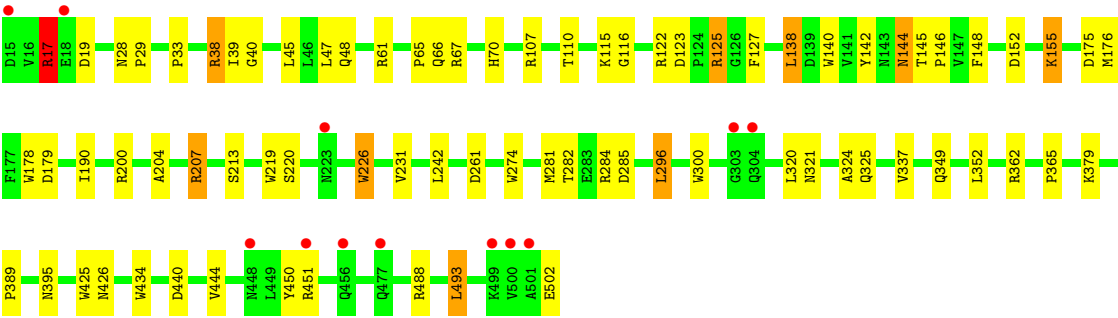 D15 V16 R17 E18 D19 N28 P29 P33 R38 I39 G40 L45 L46 L47 Q48 R61 P65 Q66 R67 H70 R107 T110 K115 G116 R122 D123 P124 R125 G126 F127 L138 D139 W140 V141 Y142 N143 N144 T145 P146 V147 F148 D152 K155 D175 M176
F177 W178 D179 I190 R200 A204 R207 S213 W219 S220 N223 W226 V231 L242 D261 W274 M281 T282 E283 R284 D285 L296 W300 G303 Q304 L320 N321 A324 Q325 V337 Q349 L352 R362 P365 K379
P389 N395 W425 N426 W434 D440 V444 N448 L449 Y450 R451 Q456 Q477 R488 L493 K499 V500 A501 E502